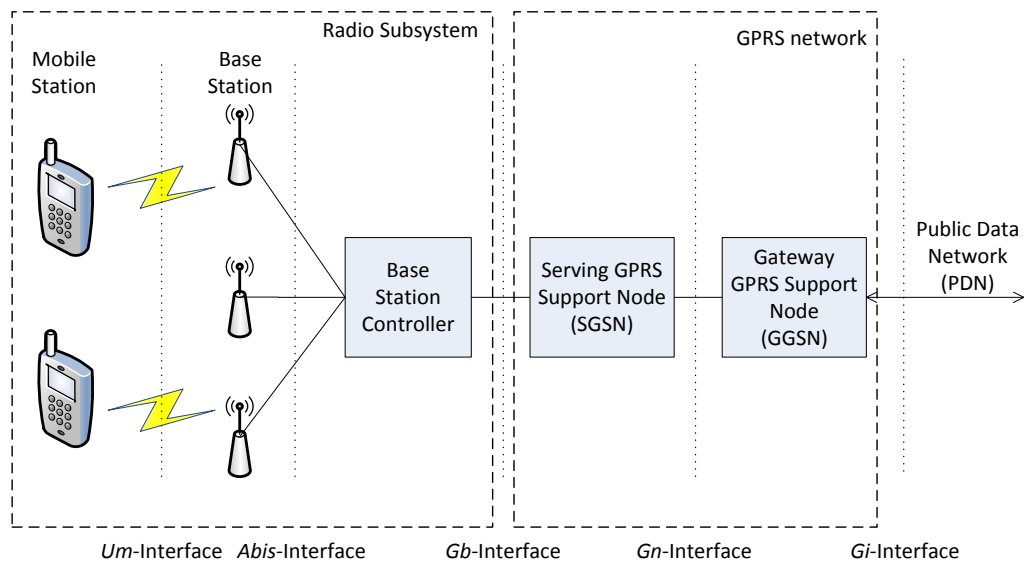 Radio Subsystem
GPRS network
Mobile
Station
Base
Station
Base
Station
Controller
Serving GPRS
Support Node
(SGSN)
Gateway
GPRS Support
Node
(GGSN)
Public Data
Network
(PDN)
Um-Interface
Abis-Interface
Gb-Interface
Gn-Interface
Gi-Interface